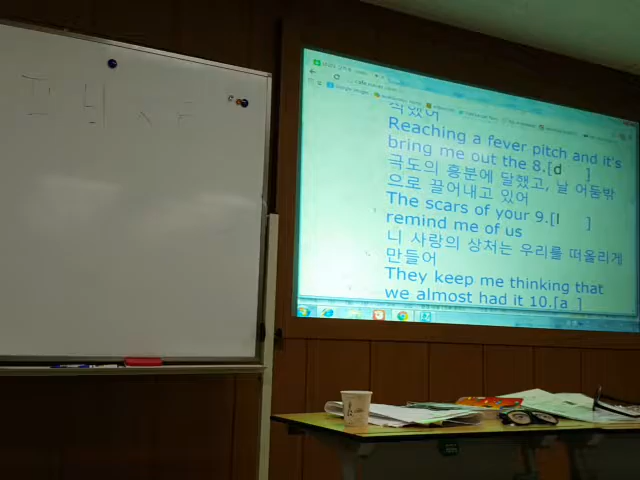 Reaching a fever pitch and it's
bring me out the 8.[d ]
극도의 흥분에 달했고, 날 어둠밖
으로 끌어내고 있어
The scars of your 9.[l ]
remind me of us
니 사랑의 상처는 우리를 떠올리게
만들어
They keep me thinking that
we almost had it 10.[a ]